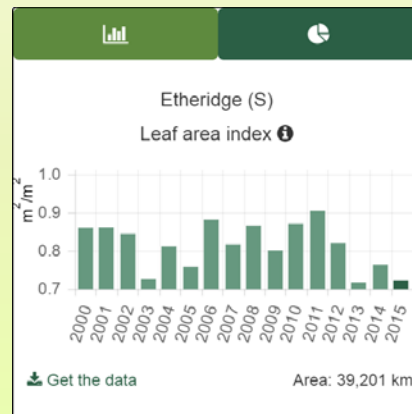 Etheridge (S)
Leaf area index
m²/m²
1.0
0.9
0.8
0.7
2000 2001 2002 2003 2004 2005 2006 2007 2008 2009 2010 2011 2012 2013 2014 2015
Get the data Area: 39,201 km